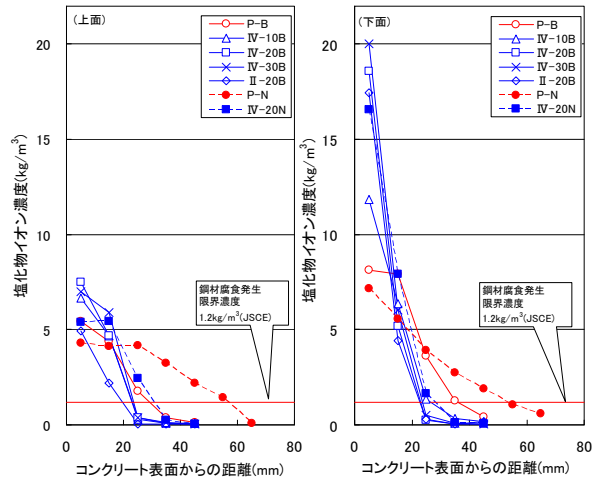 (上面)
P-B
Ⅳ-10B
Ⅳ-20B
Ⅳ-30B
Ⅱ-20B
P-N
Ⅳ-20N
20
15
10
5
0
塩化物イオン濃度(kg/m³)
鋼材腐食発生
限界濃度
1.2kg/m³(JSCE)
0 20 40 60 80
コンクリート表面からの距離(mm)
(下面)
P-B
Ⅳ-10B
Ⅳ-20B
Ⅳ-30B
Ⅱ-20B
P-N
Ⅳ-20N
20
15
10
5
0
塩化物イオン濃度(kg/m³)
鋼材腐食発生
限界濃度
1.2kg/m³(JSCE)
0 20 40 60 80
コンクリート表面からの距離(mm)